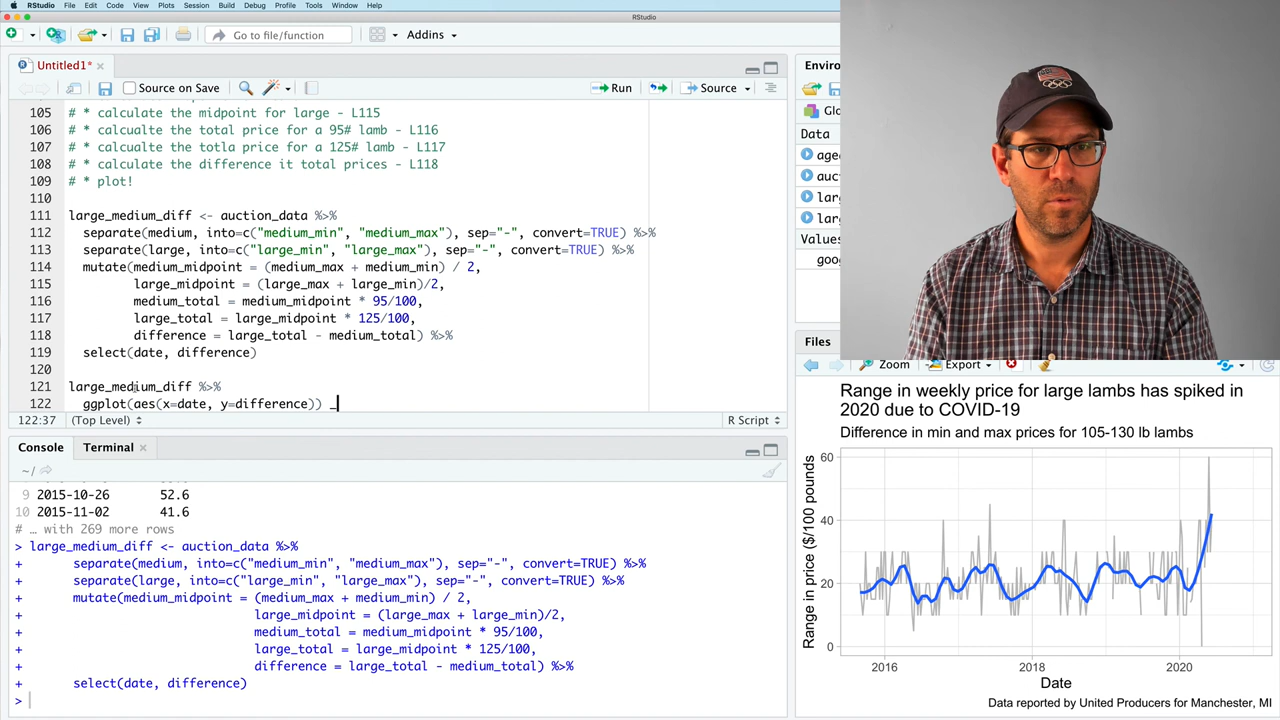 RStudio File Edit Code View Plots Session Build Debug Profile Tools Window Help
RStudio
Go to file/function
Addins
Untitled1*
Source on Save
Run
Source
105 # * calculate the midpoint for large - L115
106 # * calcualte the total price for a 95# lamb - L116
107 # * calcualte the totla price for a 125# lamb - L117
108 # * calculate the difference it total prices - L118
109 # * plot!
110
111 large_medium_diff <- auction_data %>%
112 separate(medium, into=c("medium_min", "medium_max"), sep="-", convert=TRUE) %>%
113 separate(large, into=c("large_min", "large_max"), sep="-", convert=TRUE) %>%
114 mutate(medium_midpoint = (medium_max + medium_min) / 2,
115 large_midpoint = (large_max + large_min)/2,
116 medium_total = medium_midpoint * 95/100,
117 large_total = large_midpoint * 125/100,
118 difference = large_total - medium_total) %>%
119 select(date, difference)
120
121 large_medium_diff %>%
122 ggplot(aes(x=date, y=difference)) _
122:37 (Top Level) R Script
Console Terminal
~/
9 2015-10-26 52.6
10 2015-11-02 41.6
# … with 269 more rows
> large_medium_diff <- auction_data %>%
+ separate(medium, into=c("medium_min", "medium_max"), sep="-", convert=TRUE) %>%
+ separate(large, into=c("large_min", "large_max"), sep="-", convert=TRUE) %>%
+ mutate(medium_midpoint = (medium_max + medium_min) / 2,
+ large_midpoint = (large_max + large_min)/2,
+ medium_total = medium_midpoint * 95/100,
+ large_total = large_midpoint * 125/100,
+ difference = large_total - medium_total) %>%
+ select(date, difference)
>
Enviro
Glo
Data
aged
auct
larg
larg
Values
goog
Files
Zoom Export
Range in weekly price for large lambs has spiked in
2020 due to COVID-19
Difference in min and max prices for 105-130 lb lambs
Range in price ($/100 pounds
60
40
20
0
2016 2018 2020
Date
Data reported by United Producers for Manchester, MI